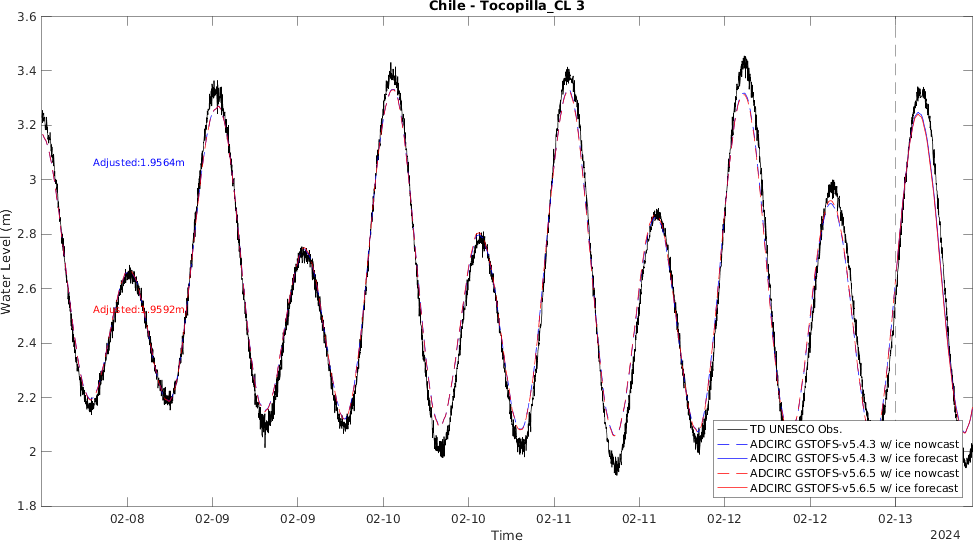 Chile - Tocopilla_CL 3
3.6
3.4
3.2
3
2.8
2.6
2.4
2.2
2
1.8
Water Level (m)
Adjusted:1.9564m
Adjusted:1.9592m
TD UNESCO Obs.
ADCIRC GSTOFS-v5.4.3 w/ ice nowcast
ADCIRC GSTOFS-v5.4.3 w/ ice forecast
ADCIRC GSTOFS-v5.6.5 w/ ice nowcast
ADCIRC GSTOFS-v5.6.5 w/ ice forecast
02-08 02-09 02-09 02-10 02-10 02-11 02-11 02-12 02-12 02-13
Time
2024